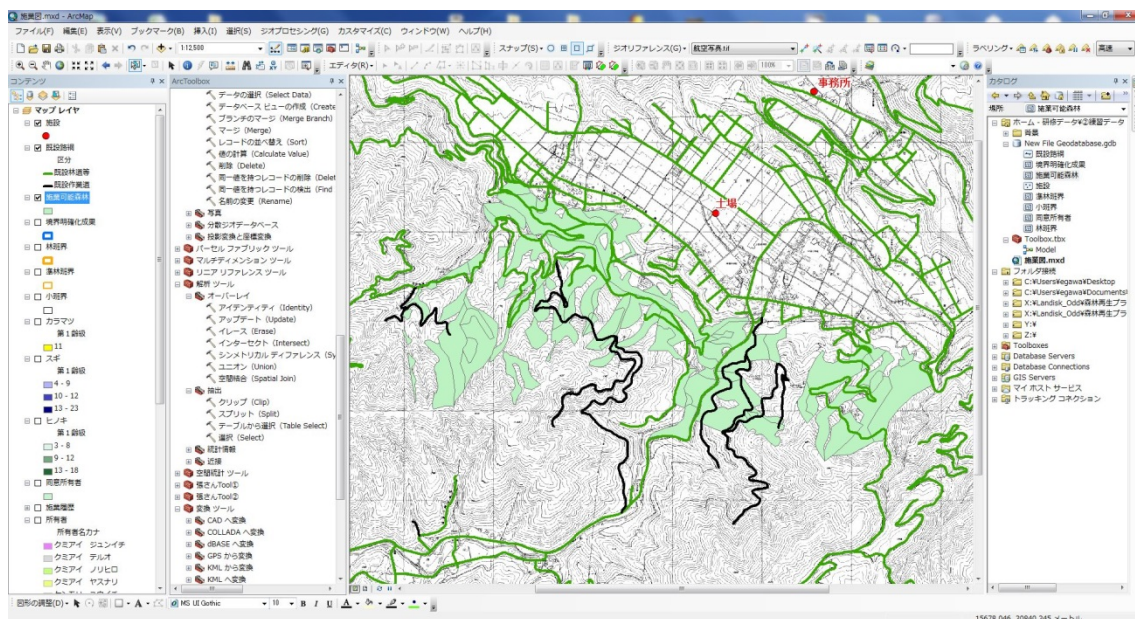 施業図.mxd - ArcMap
ファイル(F) 編集(E) 表示(V) ブックマーク(B) 挿入(I) 選択(S) ジオプロセッシング(G) カスタマイズ(C) ウィンドウ(W) ヘルプ(H)
1:12,500
スナップ(S)
ジオリファレンス(G)
航空写真.tif
ラベリング
高速
エディタ(R)
100%
コンテンツ
マップ レイヤ
施設
既設路網
区分
既設林道等
既設作業道
施業可能森林
境界明確化成果
林班界
準林班界
小班界
カラマツ
第1齢級
11
スギ
第1齢級
4 - 9
10 - 12
13 - 23
ヒノキ
第1齢級
3 - 8
9 - 12
13 - 18
同意所有者
施業履歴
所有者
所有者名カナ
クミアイ ジュンイチ
クミアイ テルオ
クミアイ ノリヒロ
クミアイ ヤスナリ
ArcToolbox
データの選択 (Select Data)
データベース ビューの作成 (Create
ブランチのマージ (Merge Branch)
マージ (Merge)
レコードの並べ替え (Sort)
値の計算 (Calculate Value)
削除 (Delete)
同一値を持つレコードの削除 (Delet
同一値を持つレコードの検出 (Find
名前の変更 (Rename)
写真
分散ジオデータベース
投影変換と座標変換
パーセル ファブリック ツール
マルチディメンション ツール
リニア リファレンス ツール
解析 ツール
オーバーレイ
アイデンティティ (Identity)
アップデート (Update)
イレース (Erase)
インターセクト (Intersect)
シンメトリカル ディファレンス (Sy
ユニオン (Union)
空間結合 (Spatial Join)
抽出
クリップ (Clip)
スプリット (Split)
テーブルから選択 (Table Select)
選択 (Select)
統計情報
近接
空間統計 ツール
張さんTool①
張さんTool②
変換 ツール
CAD へ変換
COLLADA へ変換
dBASE へ変換
GPS から変換
KML から変換
KML へ変換
事務所
土場
カタログ
場所
施業可能森林
ホーム - 研修データ¥②練習データ
背景
New File Geodatabase.gdb
既設路網
境界明確化成果
施業可能森林
施設
準林班界
小班界
同意所有者
林班界
Toolbox.tbx
Model
施業図.mxd
フォルダ接続
C:¥Users¥egawa¥Desktop
C:¥Users¥egawa¥Documents¥
X:¥Landisk_Odd¥森林再生プラ
X:¥Landisk_Odd¥森林再生プラ
Y:¥
Z:¥
Toolboxes
Database Servers
Database Connections
GIS Servers
マイ ホスト サービス
トラッキング コネクション
図形の調整(D)
MS UI Gothic
10
B I U A